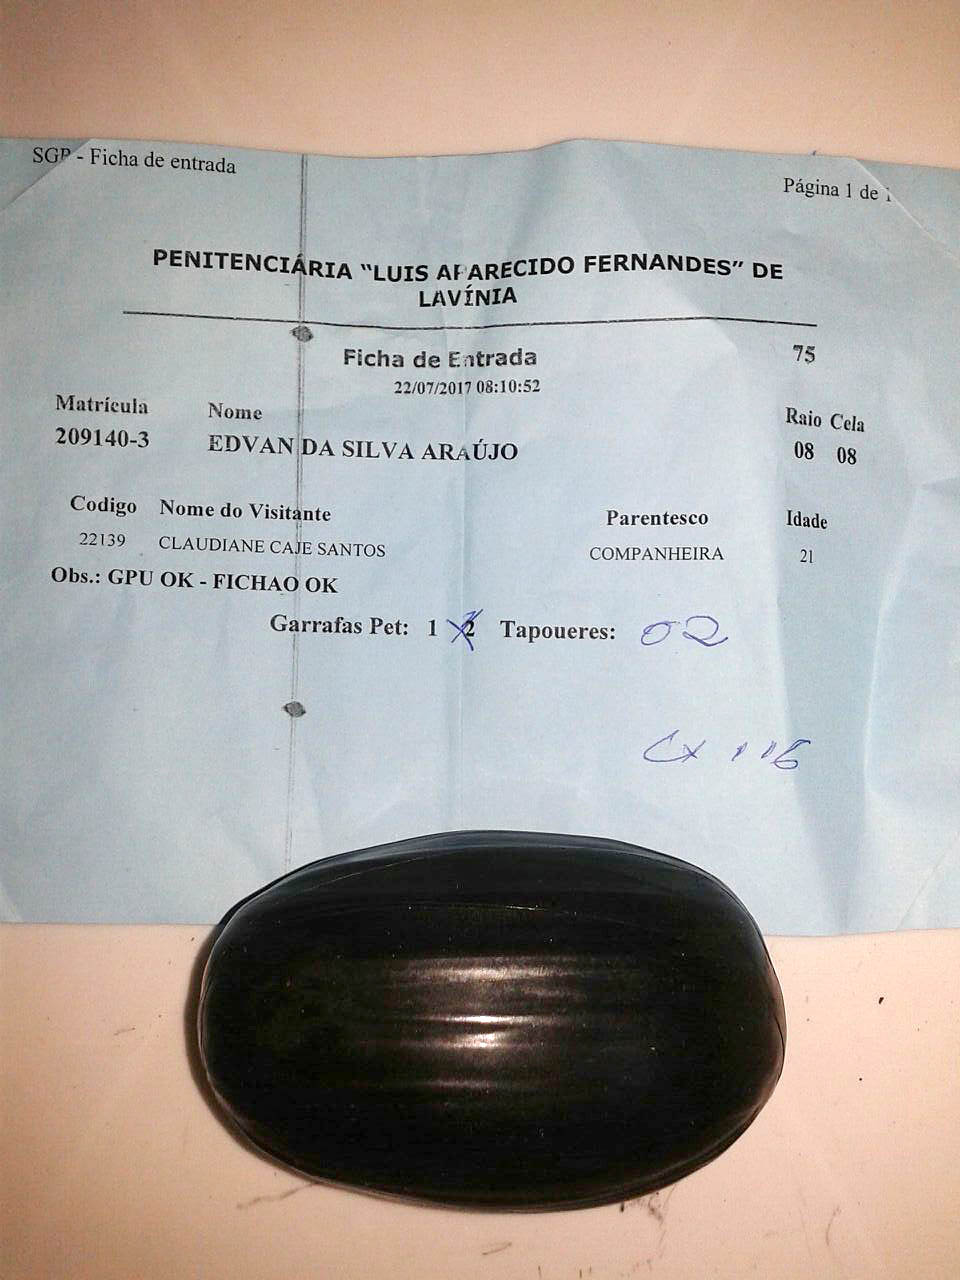 SGP - Ficha de entrada
Página 1 de 1
PENITENCIÁRIA “LUIS APARECIDO FERNANDES” DE
LAVÍNIA
Ficha de Entrada 75
22/07/2017 08:10:52
Matrícula Nome Raio Cela
209140-3 EDVAN DA SILVA ARAÚJO 08 08
Codigo Nome do Visitante Parentesco Idade
22139 CLAUDIANE CAJE SANTOS COMPANHEIRA 21
Obs.: GPU OK - FICHAO OK
Garrafas Pet: 1 2 Tapoueres: 02
Cx